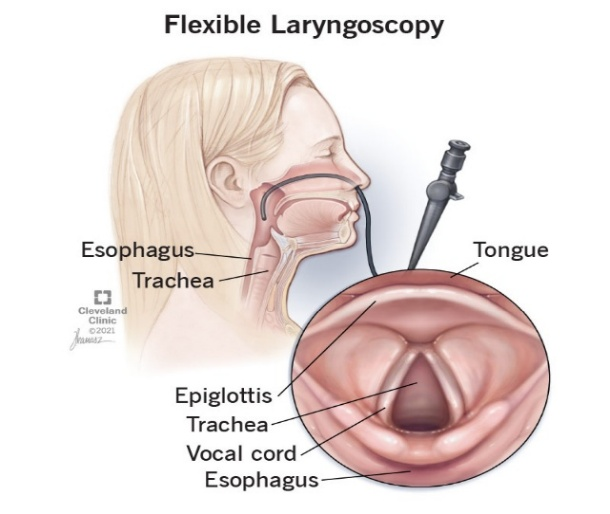 Flexible Laryngoscopy
Esophagus
Trachea
Tongue
Cleveland
Clinic
©2021
Epiglottis
Trachea
Vocal cord
Esophagus